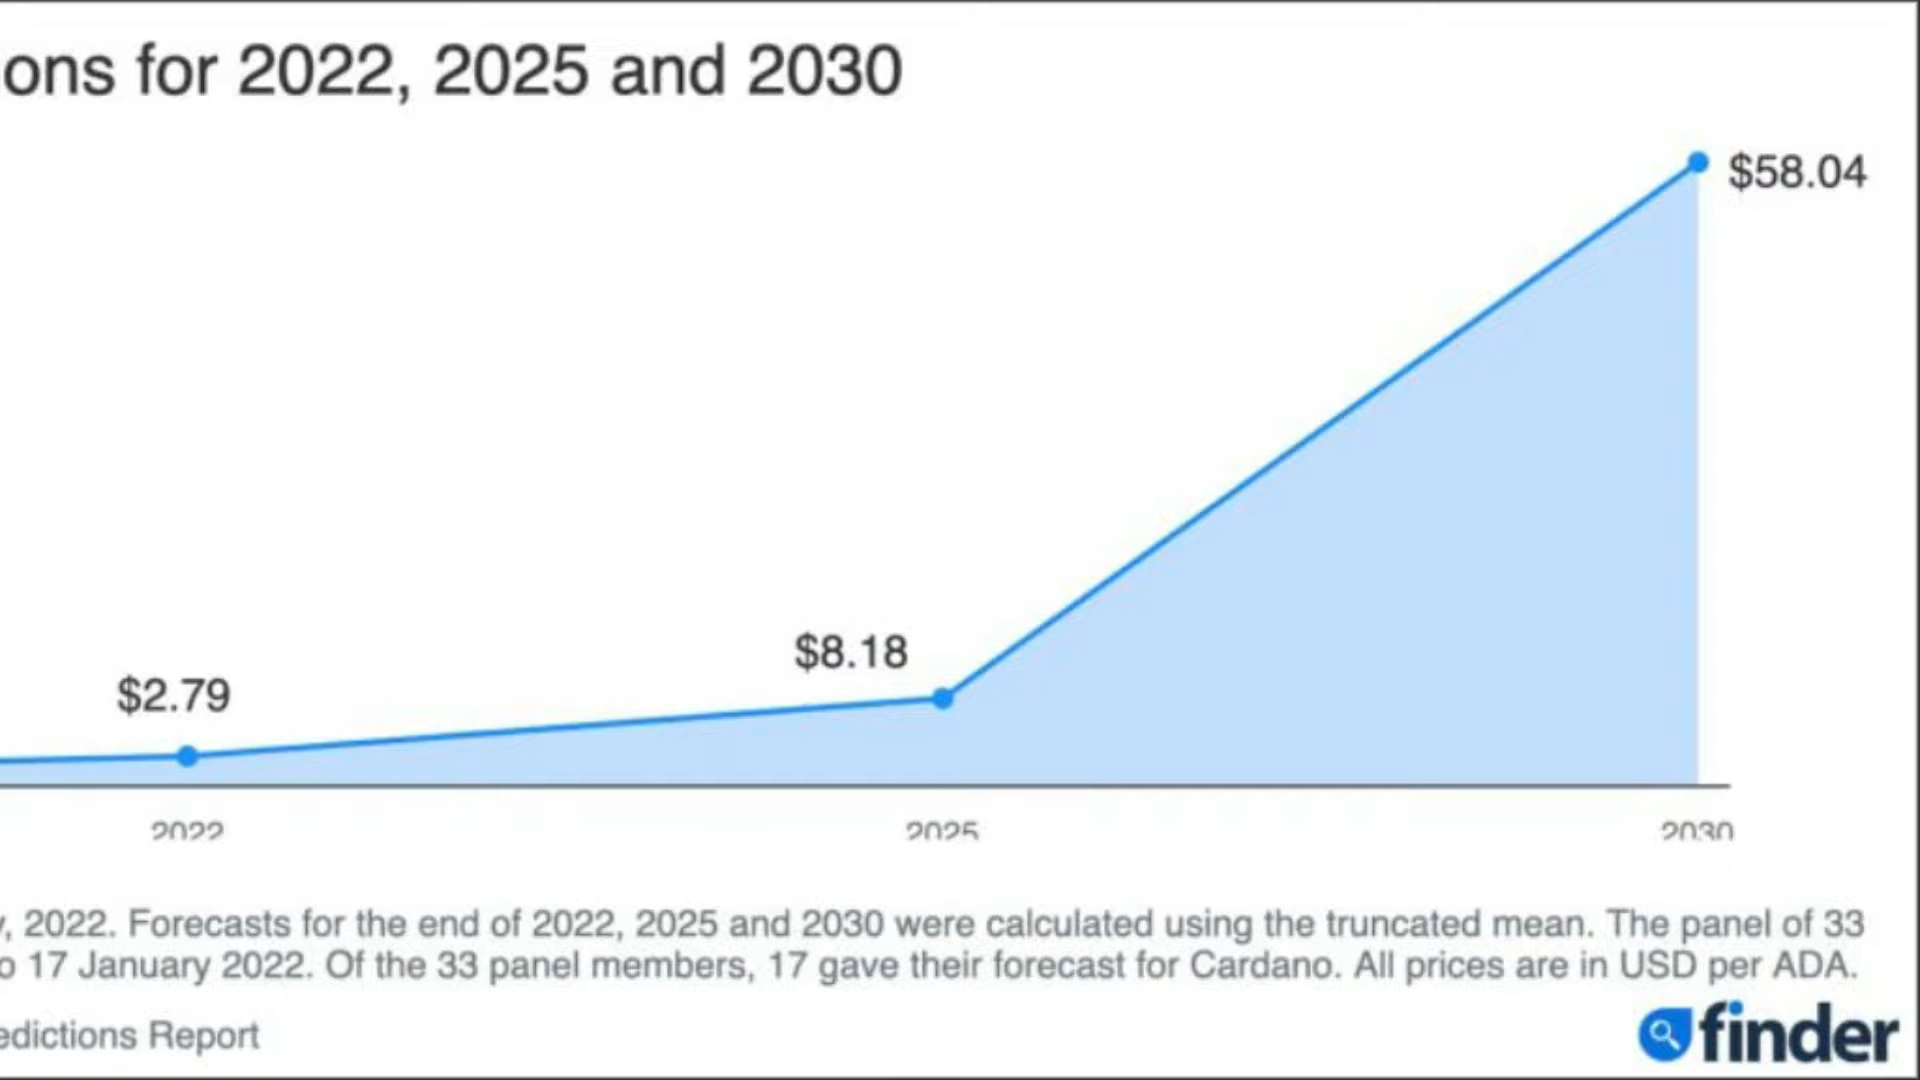 ons for 2022, 2025 and 2030
$58.04
$8.18
$2.79
2022 2025 2030
, 2022. Forecasts for the end of 2022, 2025 and 2030 were calculated using the truncated mean. The panel of 33
o 17 January 2022. Of the 33 panel members, 17 gave their forecast for Cardano. All prices are in USD per ADA.
edictions Report
finder